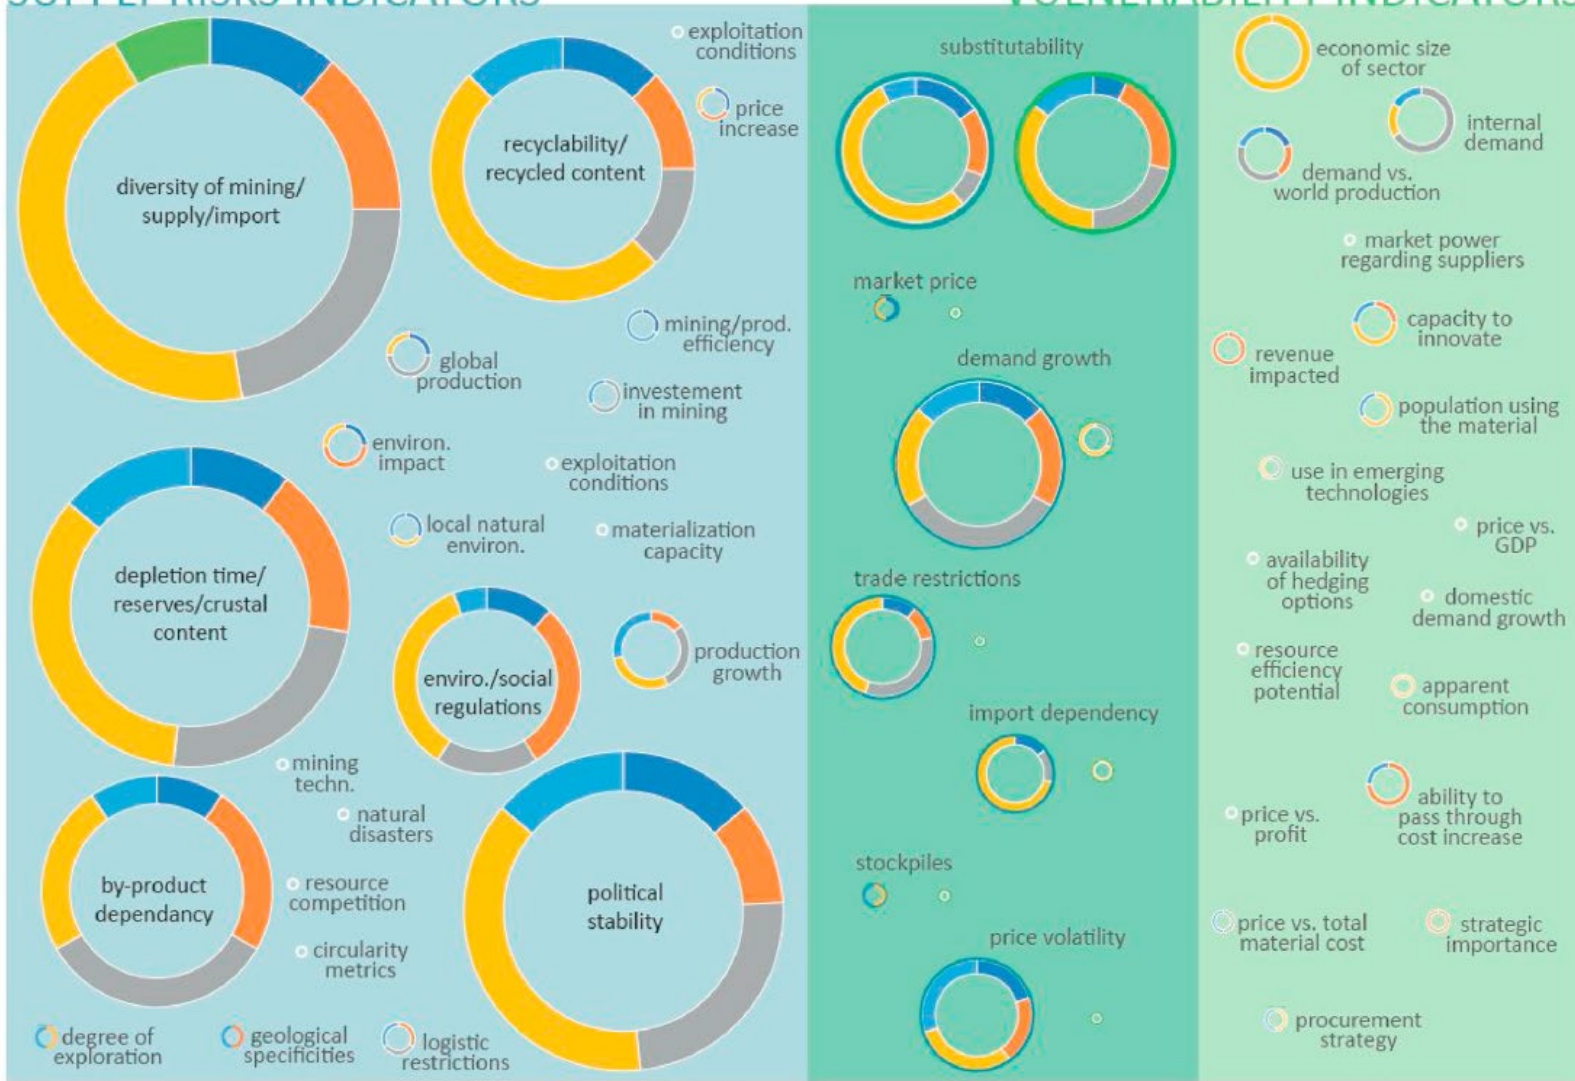 SUPPLY RISKS INDICATORS
VULNERABILITY INDICATORS
exploitation
conditions
price
increase
recyclability/
recycled content
diversity of mining/
supply/import
mining/prod.
efficiency
global
production
investement
in mining
environ.
impact
exploitation
conditions
local natural
environ.
materialization
capacity
depletion time/
reserves/crustal
content
enviro./social
regulations
production
growth
mining
techn.
natural
disasters
by-product
dependancy
resource
competition
political
stability
circularity
metrics
degree of
exploration
geological
specificities
logistic
restrictions
substitutability
market price
demand growth
trade restrictions
import dependency
stockpiles
price volatility
economic size
of sector
internal
demand
demand vs.
world production
market power
regarding suppliers
capacity to
innovate
revenue
impacted
population using
the material
use in emerging
technologies
price vs.
GDP
availability
of hedging
options
domestic
demand growth
resource
efficiency
potential
apparent
consumption
ability to
pass through
cost increase
price vs.
profit
price vs. total
material cost
strategic
importance
procurement
strategy